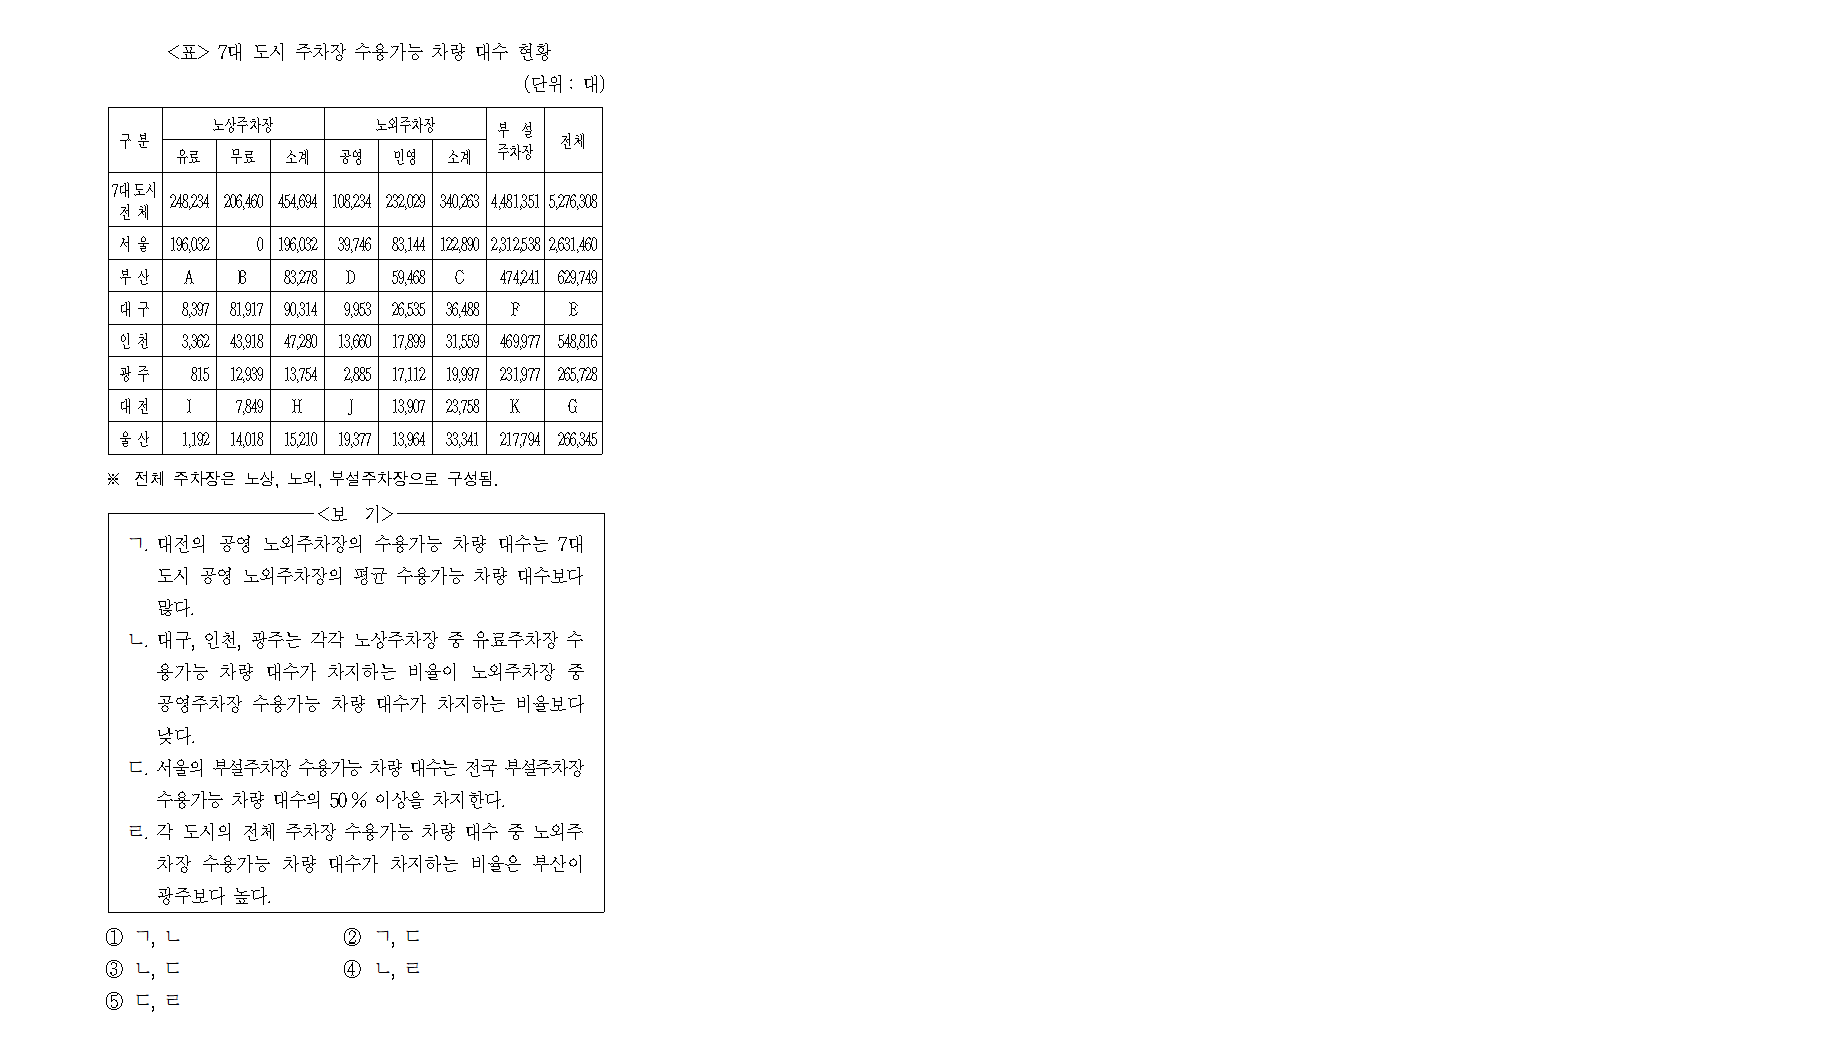 <표> 7대 도시 주차장 수용가능 차량 대수 현황
(단위 : 대)
구 분 노상주차장 노외주차장 부 설 주차장 전체
유료 무료 소계 공영 민영 소계
7대 도시 전 체 248,234 206,460 454,694 108,234 232,029 340,263 4,481,351 5,276,308
서 울 196,032 0 196,032 39,746 83,144 122,890 2,312,538 2,631,460
부 산 A B 83,278 D 59,468 C 474,241 629,749
대 구 8,397 81,917 90,314 9,953 26,535 36,488 F E
인 천 3,362 43,918 47,280 13,660 17,899 31,559 469,977 548,816
광 주 815 12,939 13,754 2,885 17,112 19,997 231,977 265,728
대 전 I 7,849 H J 13,907 23,758 K G
울 산 1,192 14,018 15,210 19,377 13,964 33,341 217,794 266,345
※ 전체 주차장은 노상, 노외, 부설주차장으로 구성됨.
<보 기>
ㄱ. 대전의 공영 노외주차장의 수용가능 차량 대수는 7대
도시 공영 노외주차장의 평균 수용가능 차량 대수보다
많다.
ㄴ. 대구, 인천, 광주는 각각 노상주차장 중 유료주차장 수
용가능 차량 대수가 차지하는 비율이 노외주차장 중
공영주차장 수용가능 차량 대수가 차지하는 비율보다
낮다.
ㄷ. 서울의 부설주차장 수용가능 차량 대수는 전국 부설주차장
수용가능 차량 대수의 50 % 이상을 차지한다.
ㄹ. 각 도시의 전체 주차장 수용가능 차량 대수 중 노외주
차장 수용가능 차량 대수가 차지하는 비율은 부산이
광주보다 높다.
① ㄱ, ㄴ ② ㄱ, ㄷ
③ ㄴ, ㄷ ④ ㄴ, ㄹ
⑤ ㄷ, ㄹ